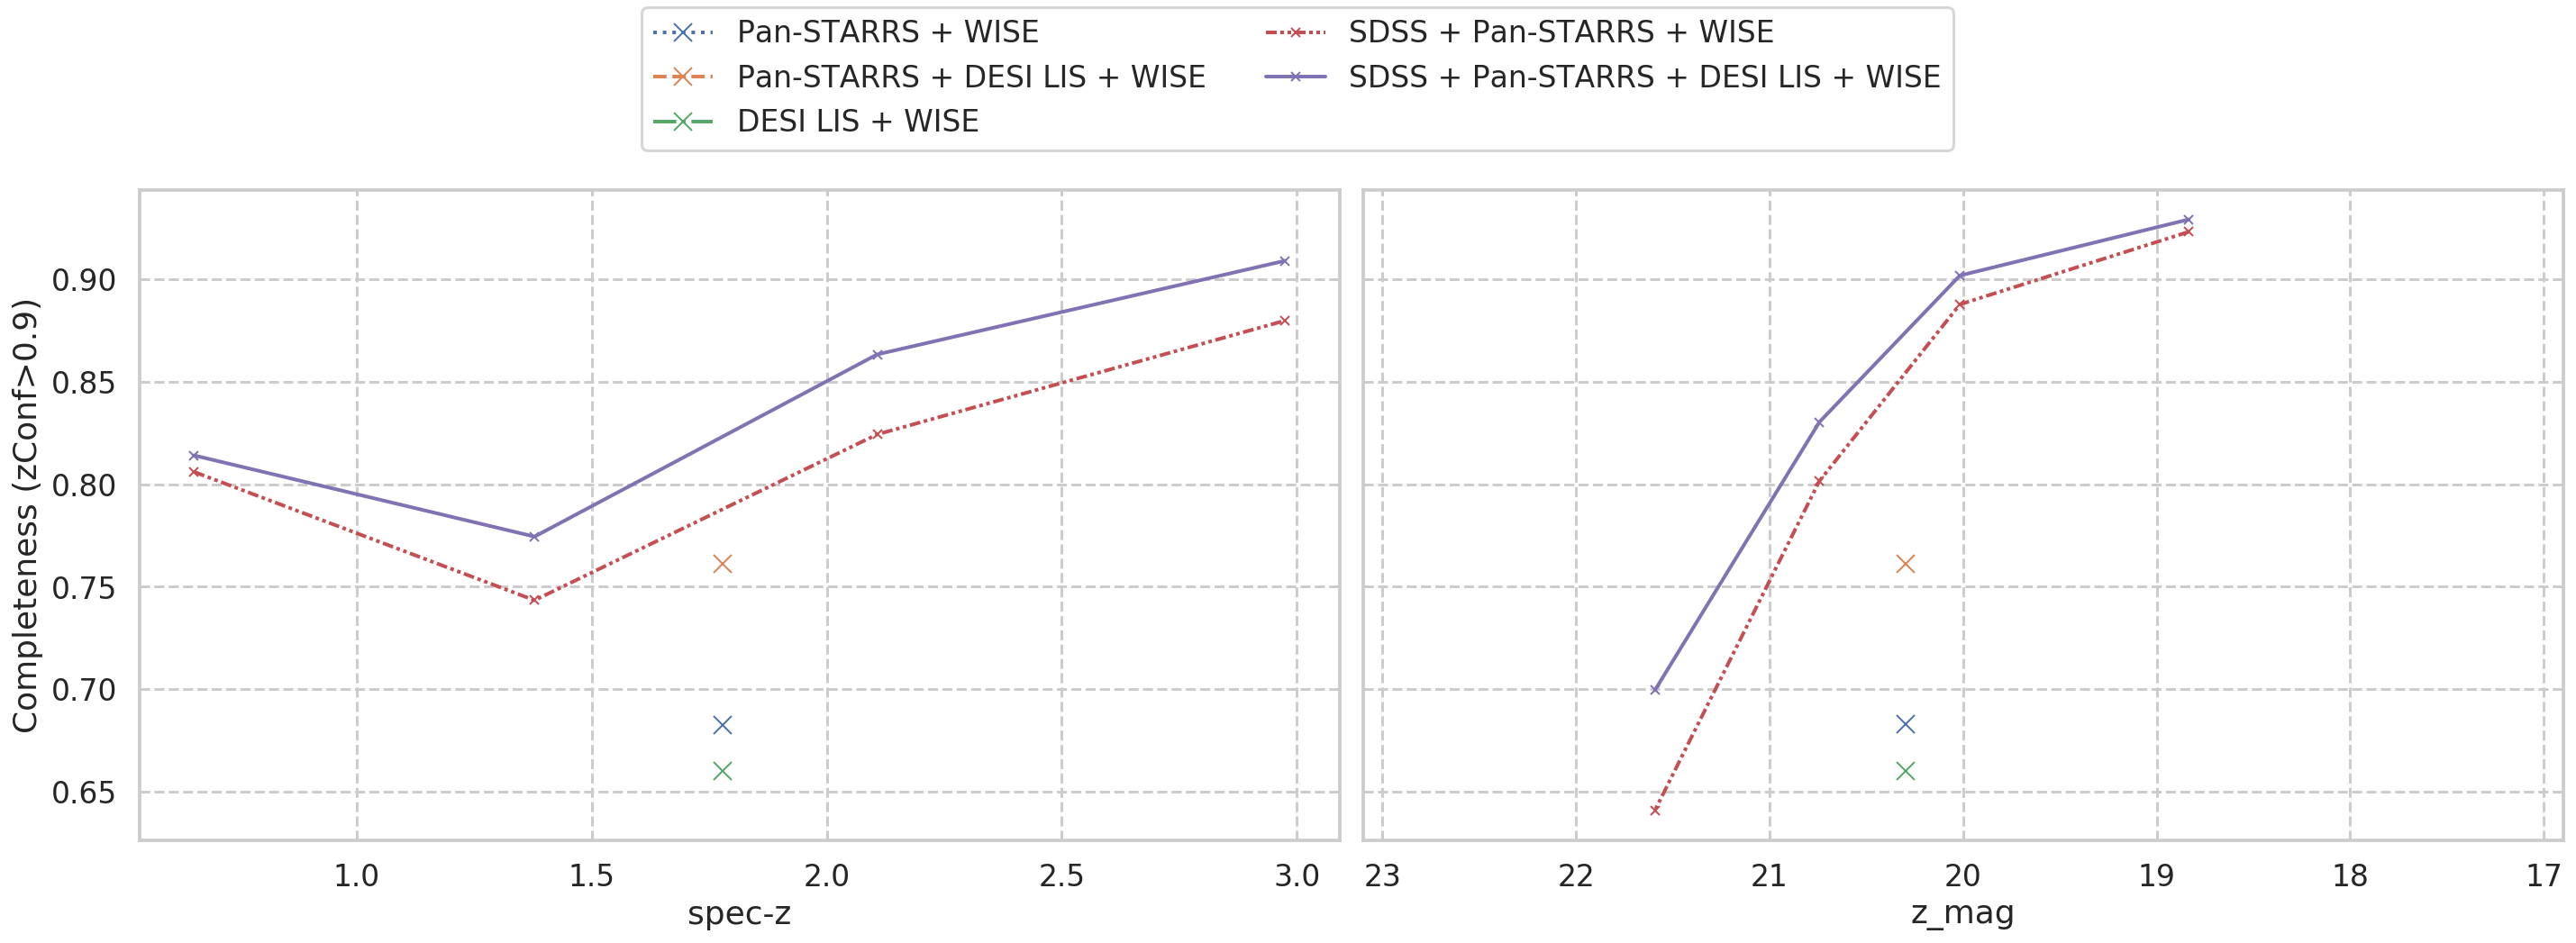 Pan-STARRS + WISE
Pan-STARRS + DESI LIS + WISE
DESI LIS + WISE
SDSS + Pan-STARRS + WISE
SDSS + Pan-STARRS + DESI LIS + WISE
Completeness (zConf>0.9)
0.90
0.85
0.80
0.75
0.70
0.65
1.0 1.5 2.0 2.5 3.0
spec-z
23 22 21 20 19 18 17
z_mag